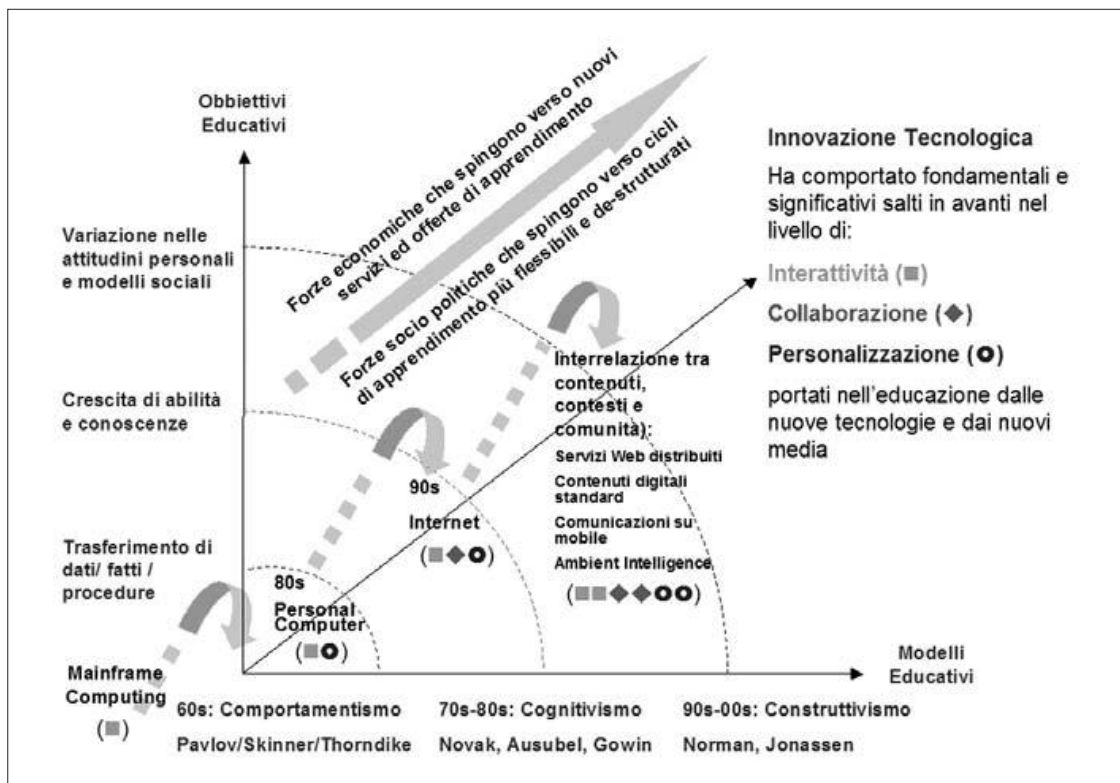 Obbiettivi
Educativi
Forze economiche che spingono verso nuovi
servizi ed offerte di apprendimento
Forze socio politiche che spingono verso cicli
di apprendimento più flessibili e de-strutturati
Innovazione Tecnologica
Ha comportato fondamentali e
significativi salti in avanti nel
livello di:
Interattività (■)
Collaborazione (◆)
Personalizzazione (O)
portati nell'educazione dalle
nuove tecnologie e dai nuovi
media
Variazione nelle
attitudini personali
e modelli sociali
Crescita di abilità
e conoscenze
Trasferimento di
dati/ fatti /
procedure
Mainframe
Computing
(■)
80s
Personal
Computer
(■O)
90s
Internet
(■◆O)
Interrelazione tra
contenuti,
contesti e
comunità):
Servizi Web distribuiti
Contenuti digitali
standard
Comunicazioni su
mobile
Ambient Intelligence
(■■◆◆OO)
Modelli
Educativi
60s: Comportamentismo
Pavlov/Skinner/Thorndike
70s-80s: Cognitivismo
Novak, Ausubel, Gowin
90s-00s: Construttivismo
Norman, Jonassen